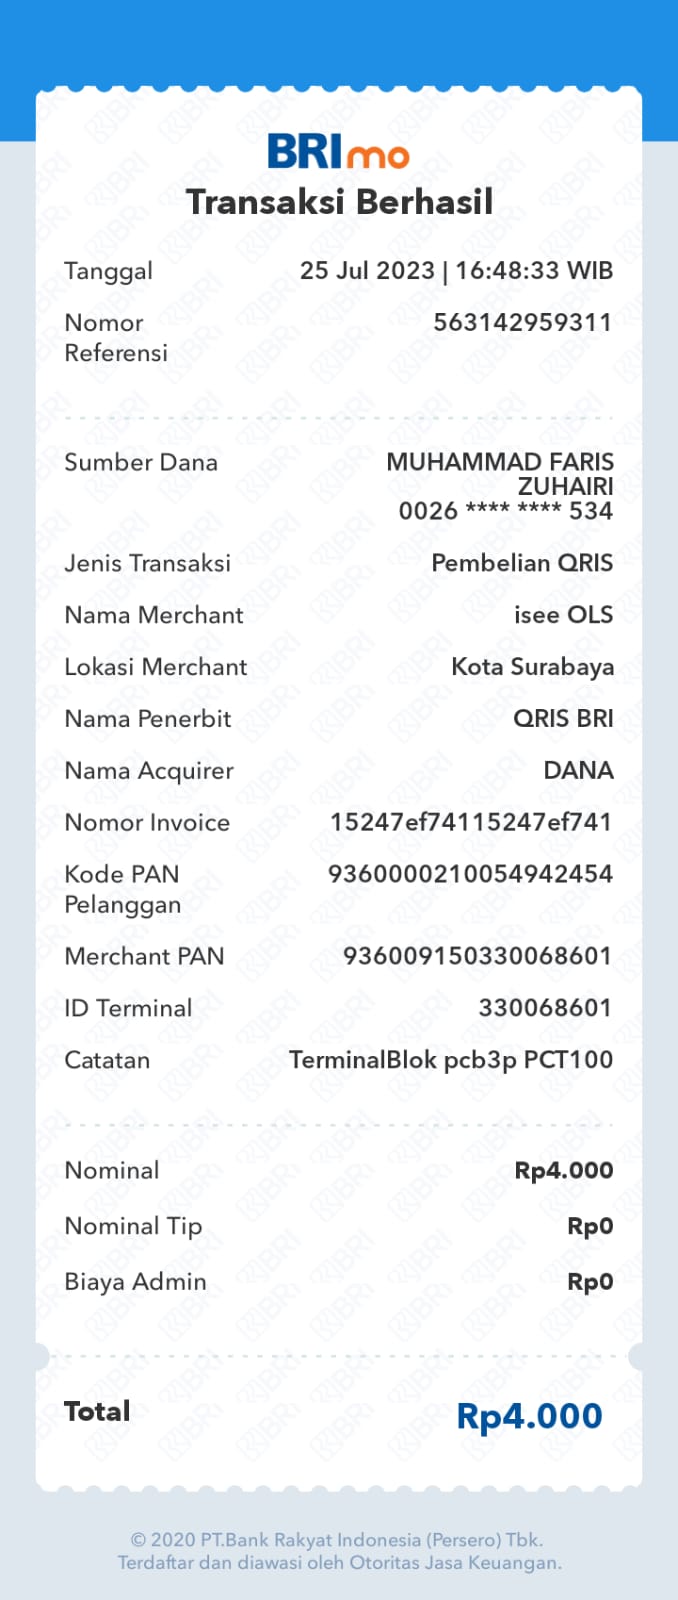 BRImo
Transaksi Berhasil
Tanggal 25 Jul 2023 | 16:48:33 WIB
Nomor 563142959311
Referensi
Sumber Dana MUHAMMAD FARIS
ZUHAIRI
0026 **** **** 534
Jenis Transaksi Pembelian QRIS
Nama Merchant isee OLS
Lokasi Merchant Kota Surabaya
Nama Penerbit QRIS BRI
Nama Acquirer DANA
Nomor Invoice 15247ef74115247ef741
Kode PAN 9360000210054942454
Pelanggan
Merchant PAN 936009150330068601
ID Terminal 330068601
Catatan TerminalBlok pcb3p PCT100
Nominal Rp4.000
Nominal Tip Rp0
Biaya Admin Rp0
Total Rp4.000
© 2020 PT.Bank Rakyat Indonesia (Persero) Tbk.
Terdaftar dan diawasi oleh Otoritas Jasa Keuangan.